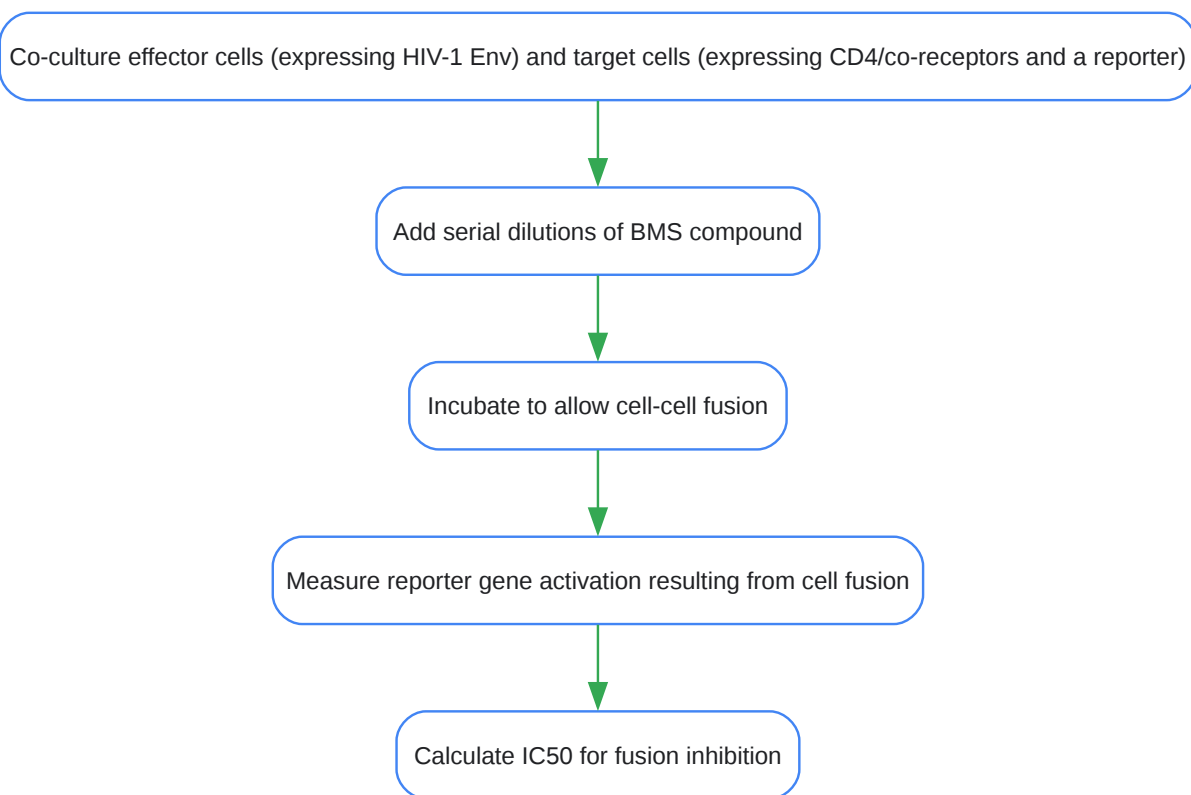 Co-culture effector cells (expressing HIV-1 Env) and target cells (expressing CD4/co-receptors and a reporter)
Add serial dilutions of BMS compound
Incubate to allow cell-cell fusion
Measure reporter gene activation resulting from cell fusion
Calculate IC50 for fusion inhibition